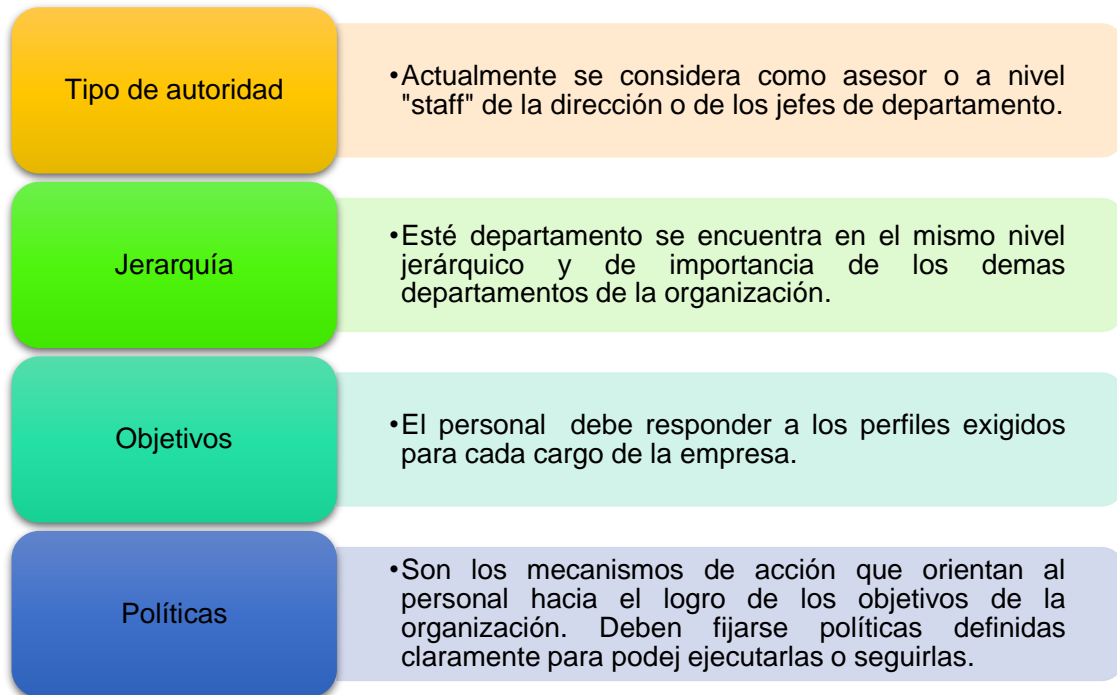 Tipo de autoridad
•Actualmente se considera como asesor o a nivel
"staff" de la dirección o de los jefes de departamento.
Jerarquía
•Esté departamento se encuentra en el mismo nivel
jerárquico y de importancia de los demas
departamentos de la organización.
Objetivos
•El personal debe responder a los perfiles exigidos
para cada cargo de la empresa.
Políticas
•Son los mecanismos de acción que orientan al
personal hacia el logro de los objetivos de la
organización. Deben fijarse políticas definidas
claramente para podej ejecutarlas o seguirlas.